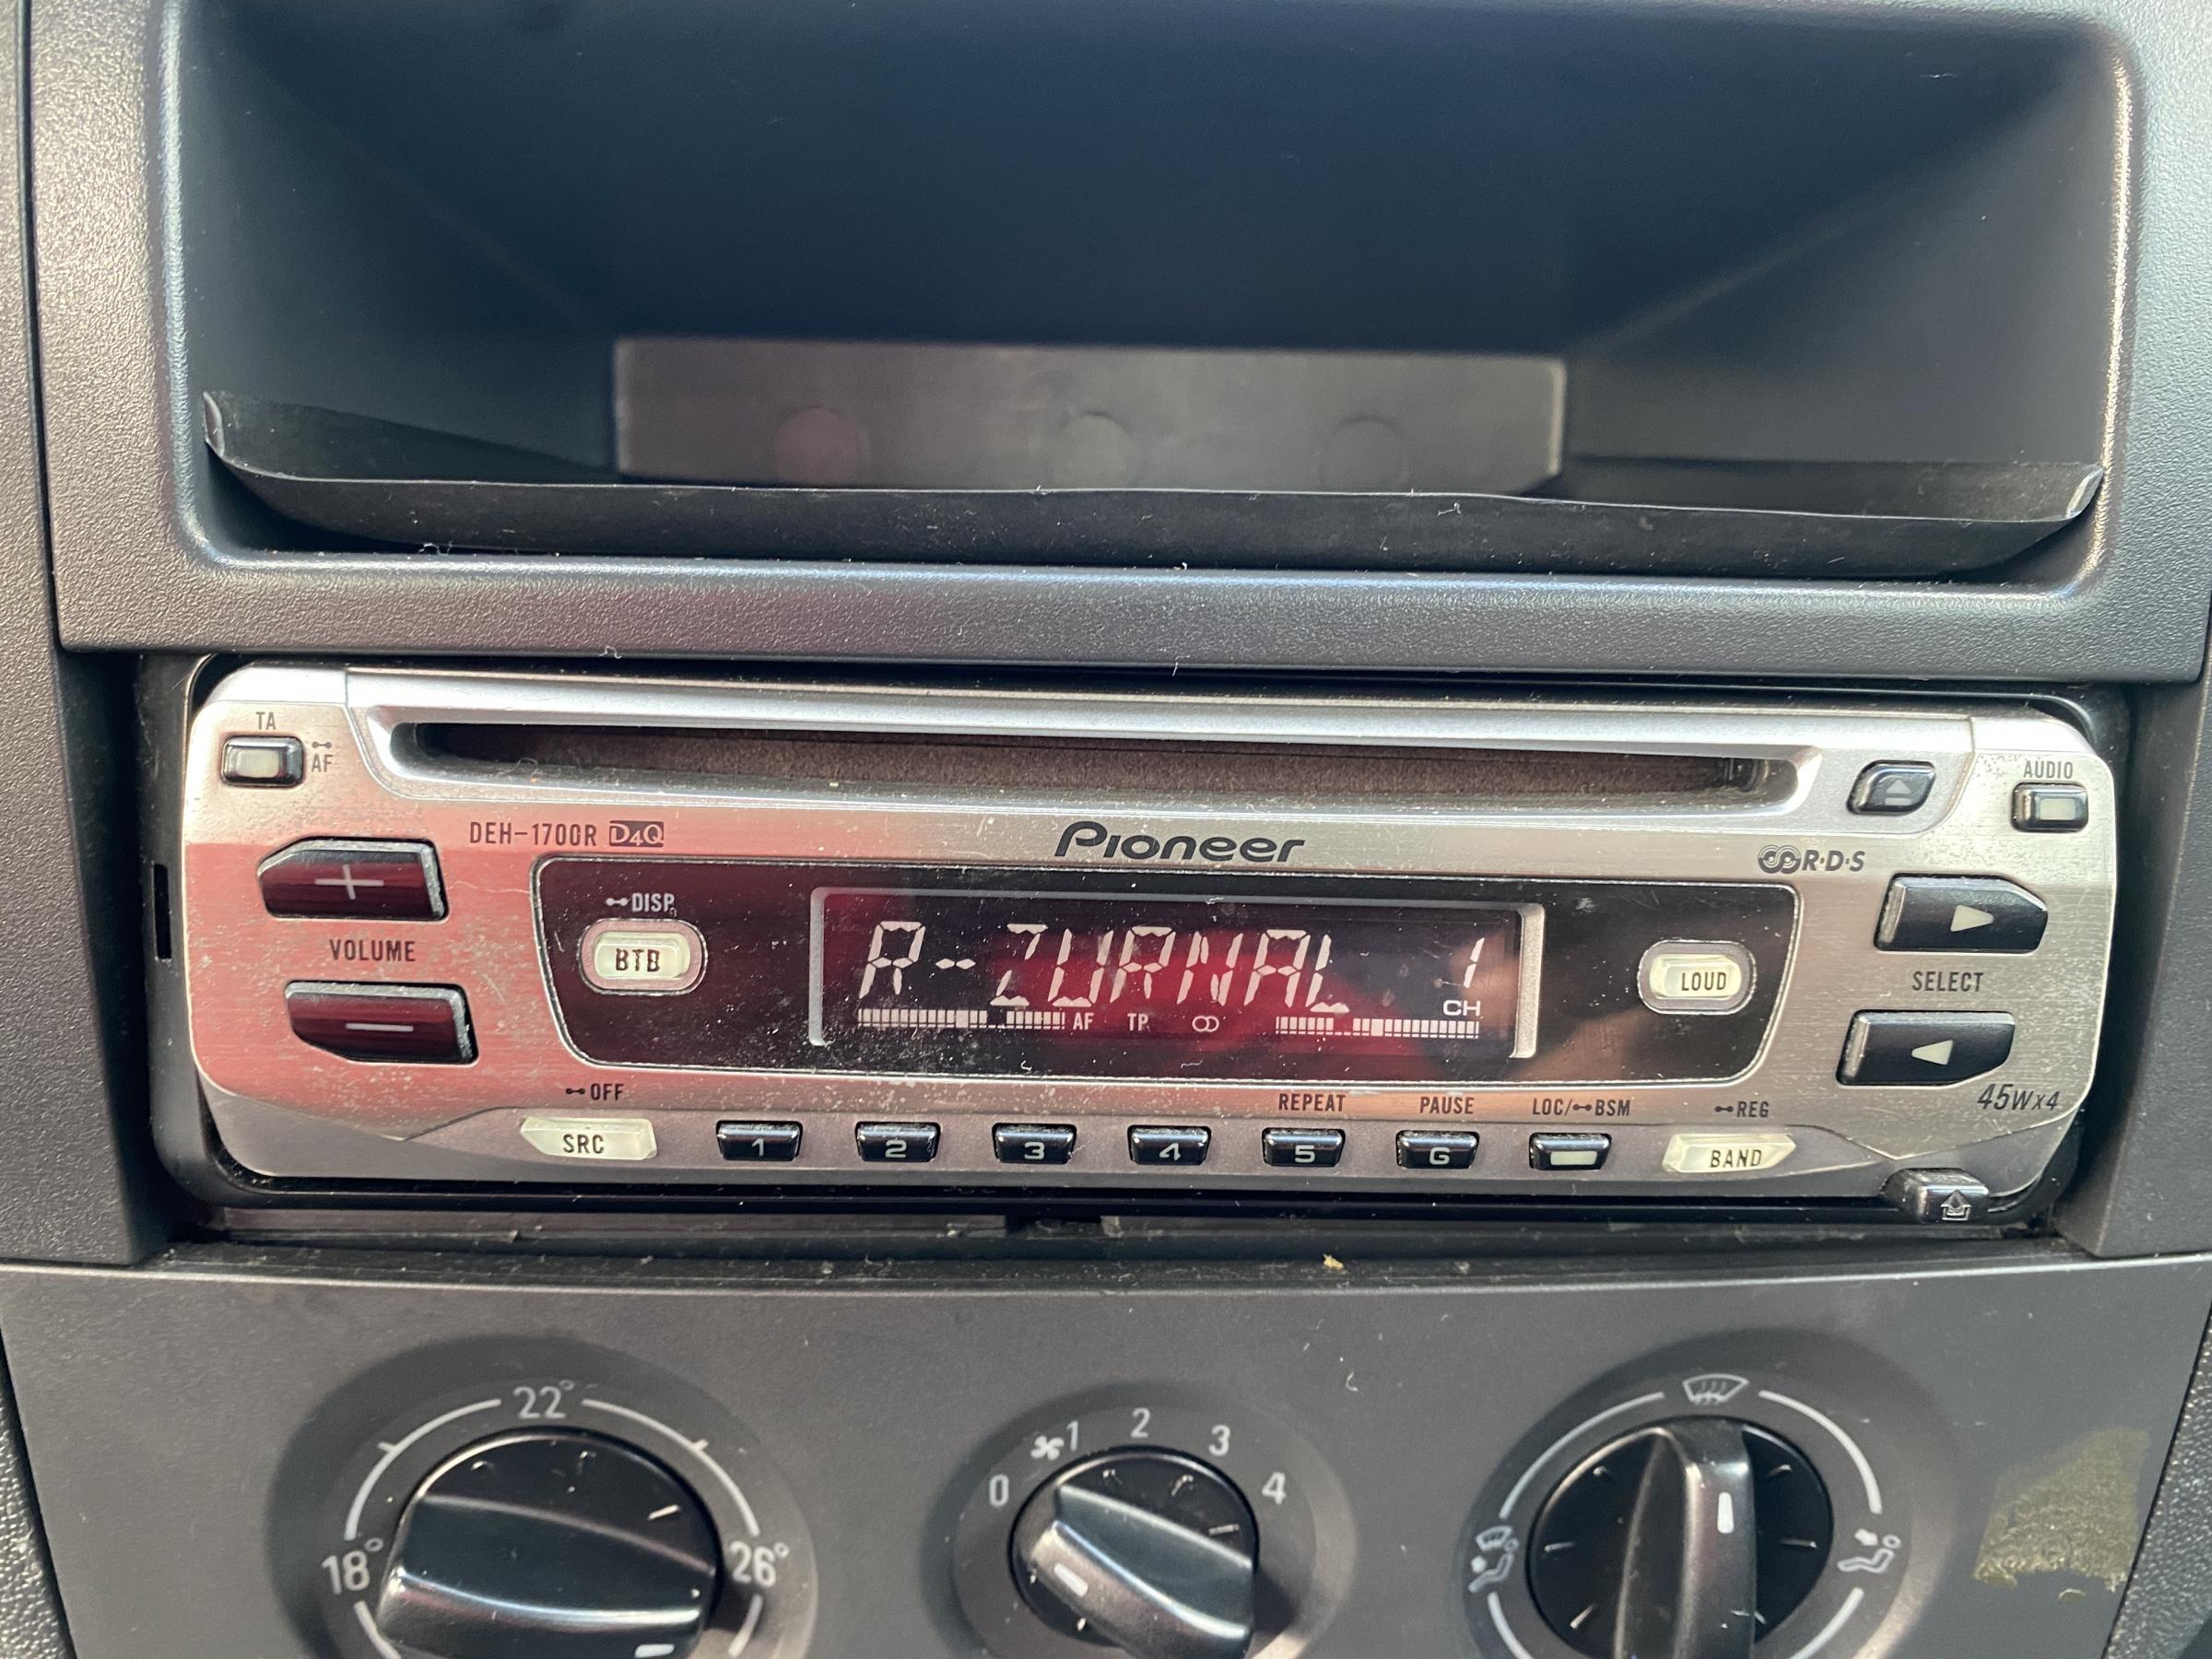 TA
AF
AUDIO
DEH-1700R D4Q
Pioneer
R·D·S
DISP
BTB
VOLUME
R-ZURNAL 1
CH
AF TP
LOUD
SELECT
45Wx4
OFF
REPEAT PAUSE LOC/BSM REG
SRC 1 2 3 4 5 6 BAND
22°
18° 26°
0 1 2 3 4